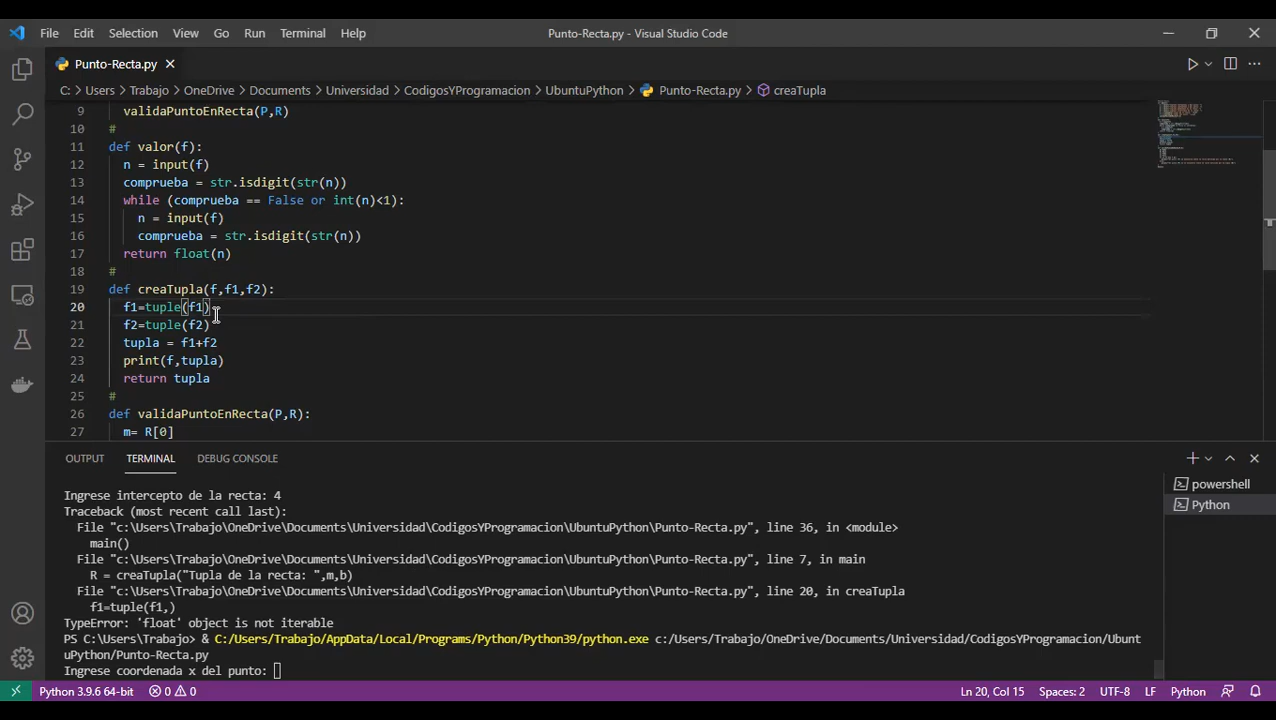 File Edit Selection View Go Run Terminal Help Punto-Recta.py - Visual Studio Code
Punto-Recta.py
C: > Users > Trabajo > OneDrive > Documents > Universidad > CodigosYProgramacion > UbuntuPython > Punto-Recta.py > creaTupla
9 validaPuntoEnRecta(P,R)
10 #
11 def valor(f):
12 n = input(f)
13 comprueba = str.isdigit(str(n))
14 while (comprueba == False or int(n)<1):
15 n = input(f)
16 comprueba = str.isdigit(str(n))
17 return float(n)
18 #
19 def creaTupla(f,f1,f2):
20 f1=tuple(f1)
21 f2=tuple(f2)
22 tupla = f1+f2
23 print(f,tupla)
24 return tupla
25 #
26 def validaPuntoEnRecta(P,R):
27 m= R[0]
OUTPUT TERMINAL DEBUG CONSOLE
powershell
Python
Ingrese intercepto de la recta: 4
Traceback (most recent call last):
File "c:\Users\Trabajo\OneDrive\Documents\Universidad\CodigosYProgramacion\UbuntuPython\Punto-Recta.py", line 36, in <module>
main()
File "c:\Users\Trabajo\OneDrive\Documents\Universidad\CodigosYProgramacion\UbuntuPython\Punto-Recta.py", line 7, in main
R = creaTupla("Tupla de la recta: ",m,b)
File "c:\Users\Trabajo\OneDrive\Documents\Universidad\CodigosYProgramacion\UbuntuPython\Punto-Recta.py", line 20, in creaTupla
f1=tuple(f1,)
TypeError: 'float' object is not iterable
PS C:\Users\Trabajo> & C:/Users/Trabajo/AppData/Local/Programs/Python/Python39/python.exe c:/Users/Trabajo/OneDrive/Documents/Universidad/CodigosYProgramacion/Ubunt
uPython/Punto-Recta.py
Ingrese coordenada x del punto:
Python 3.9.6 64-bit 0 0 Ln 20, Col 15 Spaces: 2 UTF-8 LF Python